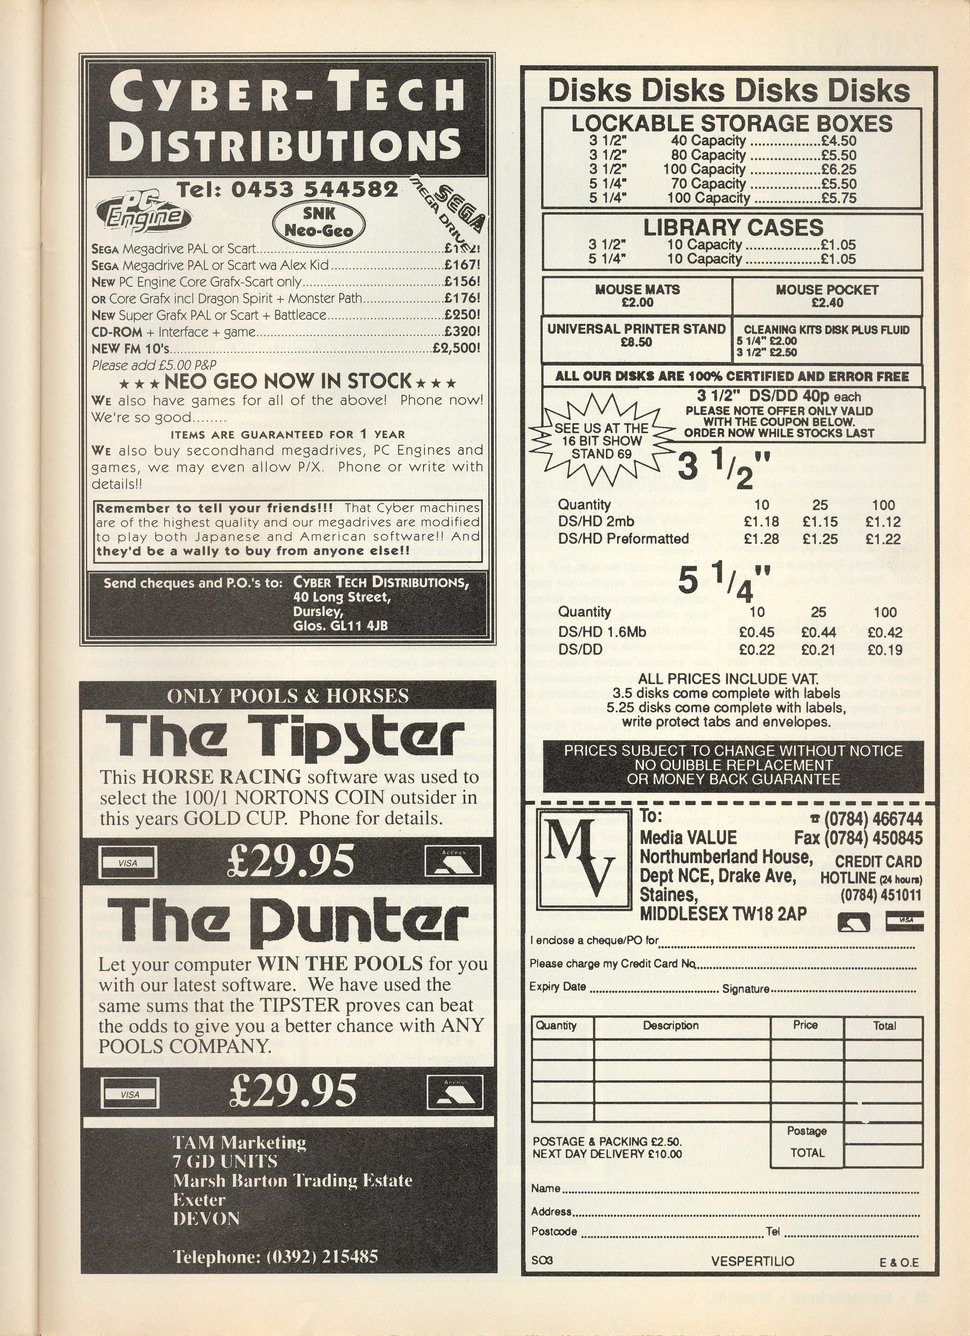 CYBER-TECH
DISTRIBUTIONS
Tel: 0453 544582
PC Engine
SNK
Neo-Geo
SEGA
MEGA DRIVE
SEGA Megadrive PAL or Scart
SEGA Megadrive PAL or Scart wa Alex Kid £167!
NEW PC Engine Core Grafx-Scart only £156!
OR Core Grafx incl Dragon Spirit + Monster Path £176!
NEW Super Grafx PAL or Scart + Battleace £250!
CD-ROM + Interface + game £320!
NEW FM 10's £2,500!
Please add £5.00 P&P
★★★ NEO GEO NOW IN STOCK ★★★
WE also have games for all of the above! Phone now!
We're so good........
ITEMS ARE GUARANTEED FOR 1 YEAR
WE also buy secondhand megadrives, PC Engines and
games, we may even allow P/X. Phone or write with
details!!
Remember to tell your friends!!! That Cyber machines
are of the highest quality and our megadrives are modified
to play both Japanese and American software!! And
they'd be a wally to buy from anyone else!!
Send cheques and P.O.'s to: CYBER TECH DISTRIBUTIONS,
40 Long Street,
Dursley,
Glos. GL11 4JB
ONLY POOLS & HORSES
The Tipster
This HORSE RACING software was used to
select the 100/1 NORTONS COIN outsider in
this years GOLD CUP. Phone for details.
VISA £29.95 Access
The Punter
Let your computer WIN THE POOLS for you
with our latest software. We have used the
same sums that the TIPSTER proves can beat
the odds to give you a better chance with ANY
POOLS COMPANY.
VISA £29.95 Access
TAM Marketing
7 GD UNITS
Marsh Barton Trading Estate
Exeter
DEVON
Telephone: (0392) 215485
Disks Disks Disks Disks
LOCKABLE STORAGE BOXES
3 1/2" 40 Capacity £4.50
3 1/2" 80 Capacity £5.50
3 1/2" 100 Capacity £6.25
5 1/4" 70 Capacity £5.50
5 1/4" 100 Capacity £5.75
LIBRARY CASES
3 1/2" 10 Capacity £1.05
5 1/4" 10 Capacity £1.05
MOUSE MATS
£2.00
MOUSE POCKET
£2.40
UNIVERSAL PRINTER STAND
£8.50
CLEANING KITS DISK PLUS FLUID
5 1/4" £2.00
3 1/2" £2.50
ALL OUR DISKS ARE 100% CERTIFIED AND ERROR FREE
3 1/2" DS/DD 40p each
PLEASE NOTE OFFER ONLY VALID
WITH THE COUPON BELOW.
ORDER NOW WHILE STOCKS LAST
SEE US AT THE
16 BIT SHOW
STAND 69
3 1/2"
Quantity 10 25 100
DS/HD 2mb £1.18 £1.15 £1.12
DS/HD Preformatted £1.28 £1.25 £1.22
5 1/4"
Quantity 10 25 100
DS/HD 1.6Mb £0.45 £0.44 £0.42
DS/DD £0.22 £0.21 £0.19
ALL PRICES INCLUDE VAT.
3.5 disks come complete with labels
5.25 disks come complete with labels,
write protect tabs and envelopes.
PRICES SUBJECT TO CHANGE WITHOUT NOTICE
NO QUIBBLE REPLACEMENT
OR MONEY BACK GUARANTEE
MV
To: ☎ (0784) 466744
Media VALUE Fax (0784) 450845
Northumberland House, CREDIT CARD
Dept NCE, Drake Ave, HOTLINE (24 hours)
Staines, (0784) 451011
MIDDLESEX TW18 2AP
VISA
I enclose a cheque/PO for
Please charge my Credit Card No
Expiry Date Signature
Quantity Description Price Total
Postage
TOTAL
POSTAGE & PACKING £2.50.
NEXT DAY DELIVERY £10.00
Name
Address
Postcode Tel
S03 VESPERTILIO E & O.E